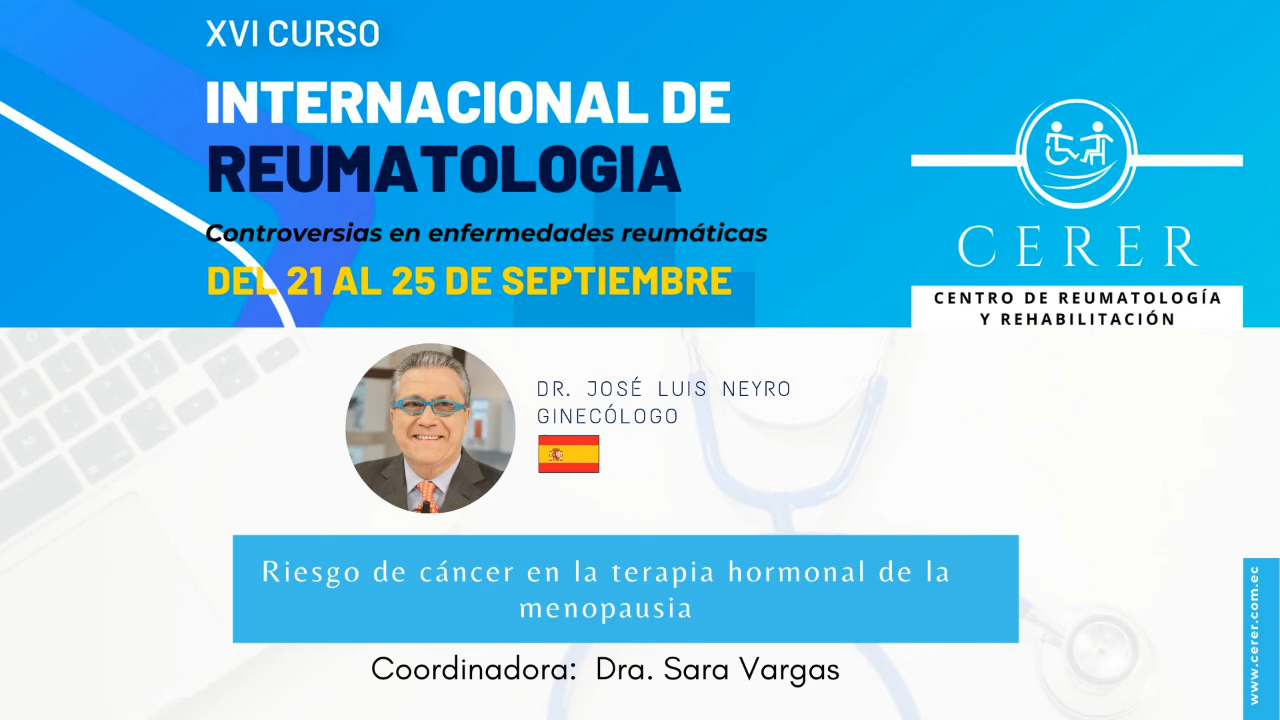 XVI CURSO
INTERNACIONAL DE
REUMATOLOGIA
Controversias en enfermedades reumáticas
DEL 21 AL 25 DE SEPTIEMBRE
CERER
CENTRO DE REUMATOLOGÍA
Y REHABILITACIÓN
DR. JOSÉ LUIS NEYRO
GINECÓLOGO
Riesgo de cáncer en la terapia hormonal de la
menopausia
Coordinadora: Dra. Sara Vargas
www.cerer.com.ec